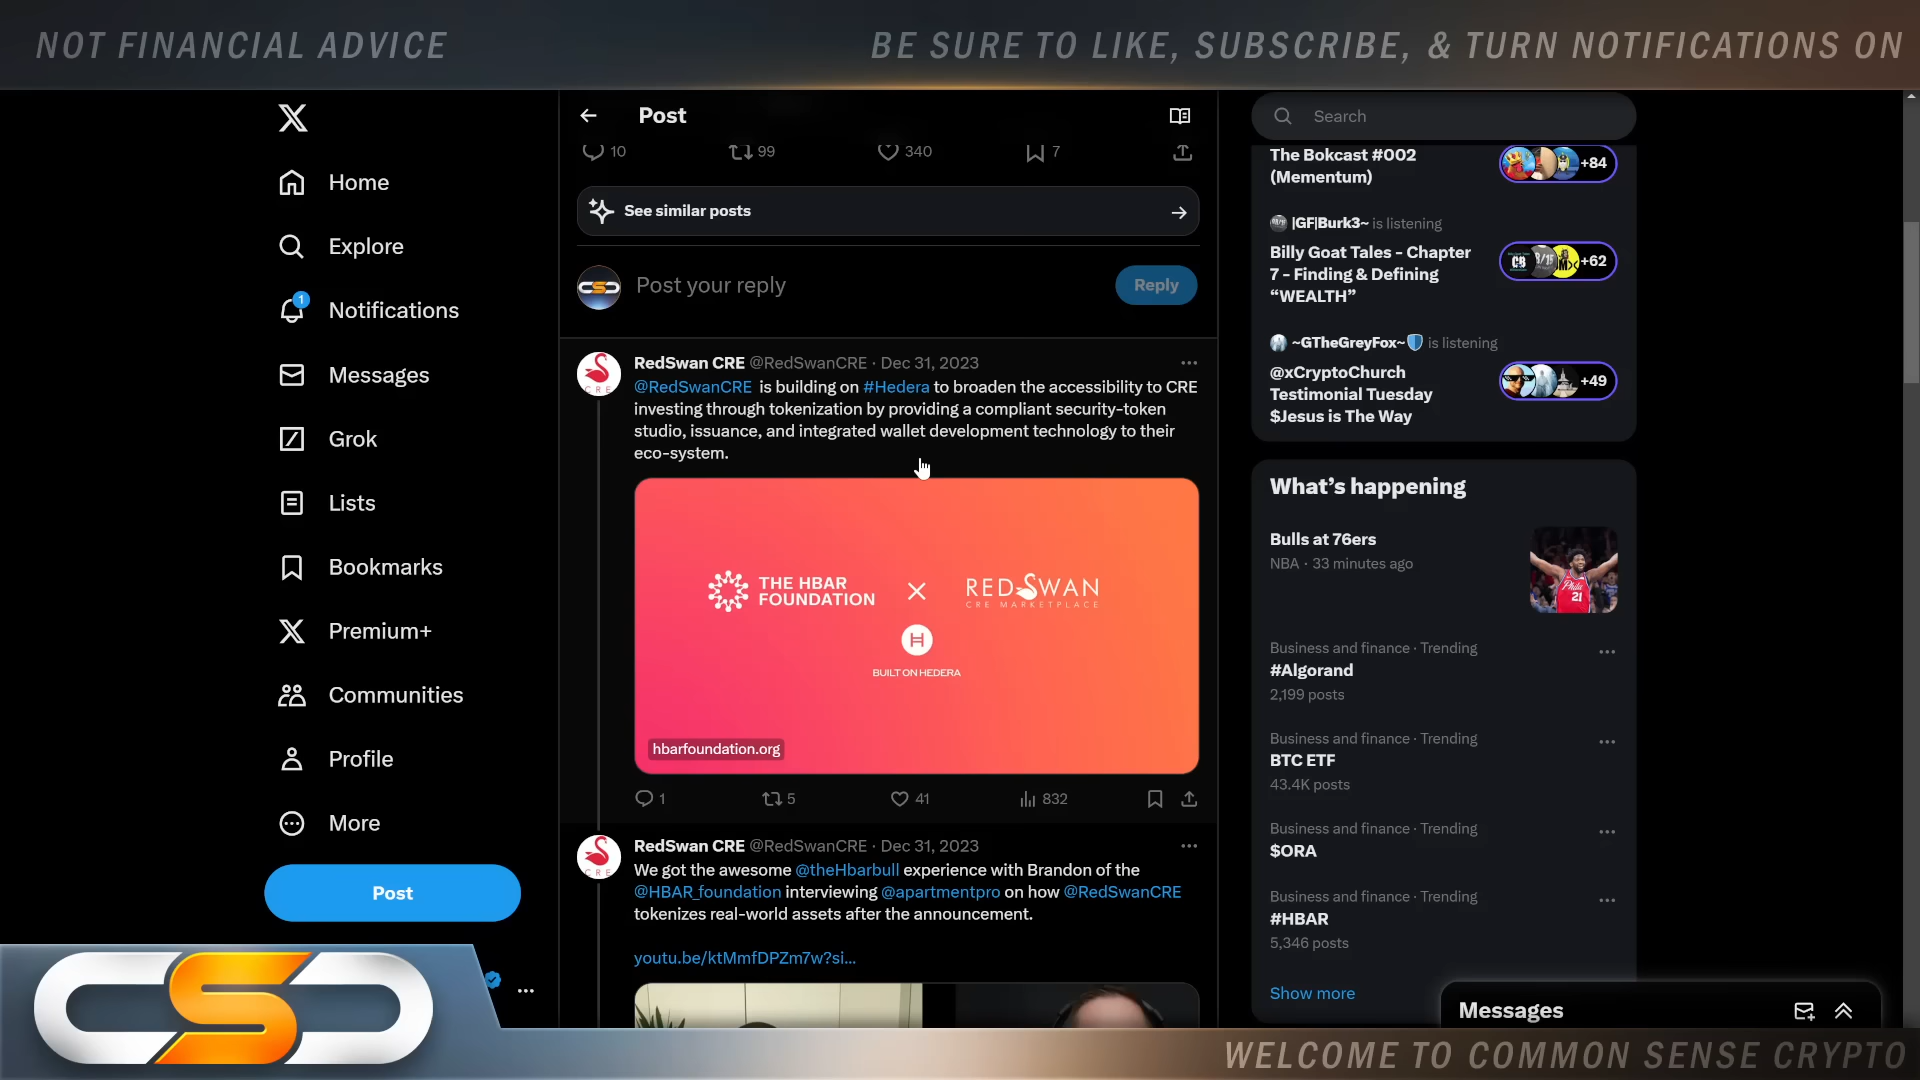 NOT FINANCIAL ADVICE
BE SURE TO LIKE, SUBSCRIBE, & TURN NOTIFICATIONS ON
Home
Explore
1
Notifications
Messages
Grok
Lists
Bookmarks
Premium+
Communities
Profile
More
Post
Post
10
99
340
7
See similar posts
Post your reply
Reply
RedSwan CRE @RedSwanCRE · Dec 31, 2023
@RedSwanCRE is building on #Hedera to broaden the accessibility to CRE
investing through tokenization by providing a compliant security-token
studio, issuance, and integrated wallet development technology to their
eco-system.
THE HBAR
FOUNDATION
REDSWAN
CRE MARKETPLACE
H
BUILT ON HEDERA
hbarfoundation.org
1
5
41
832
RedSwan CRE @RedSwanCRE · Dec 31, 2023
We got the awesome @theHbarbull experience with Brandon of the
@HBAR_foundation interviewing @apartmentpro on how @RedSwanCRE
tokenizes real-world assets after the announcement.
youtu.be/ktMmfDPZm7w?si...
Search
The Bokcast #002
(Mementum)
+84
|GF|Burk3~ is listening
Billy Goat Tales - Chapter
7 - Finding & Defining
“WEALTH”
+62
~GTheGreyFox~ is listening
@xCryptoChurch
Testimonial Tuesday
$Jesus is The Way
+49
What’s happening
Bulls at 76ers
NBA · 33 minutes ago
Business and finance · Trending
#Algorand
2,199 posts
Business and finance · Trending
BTC ETF
43.4K posts
Business and finance · Trending
$ORA
Business and finance · Trending
#HBAR
5,346 posts
Show more
Messages
CSC
WELCOME TO COMMON SENSE CRYPTO